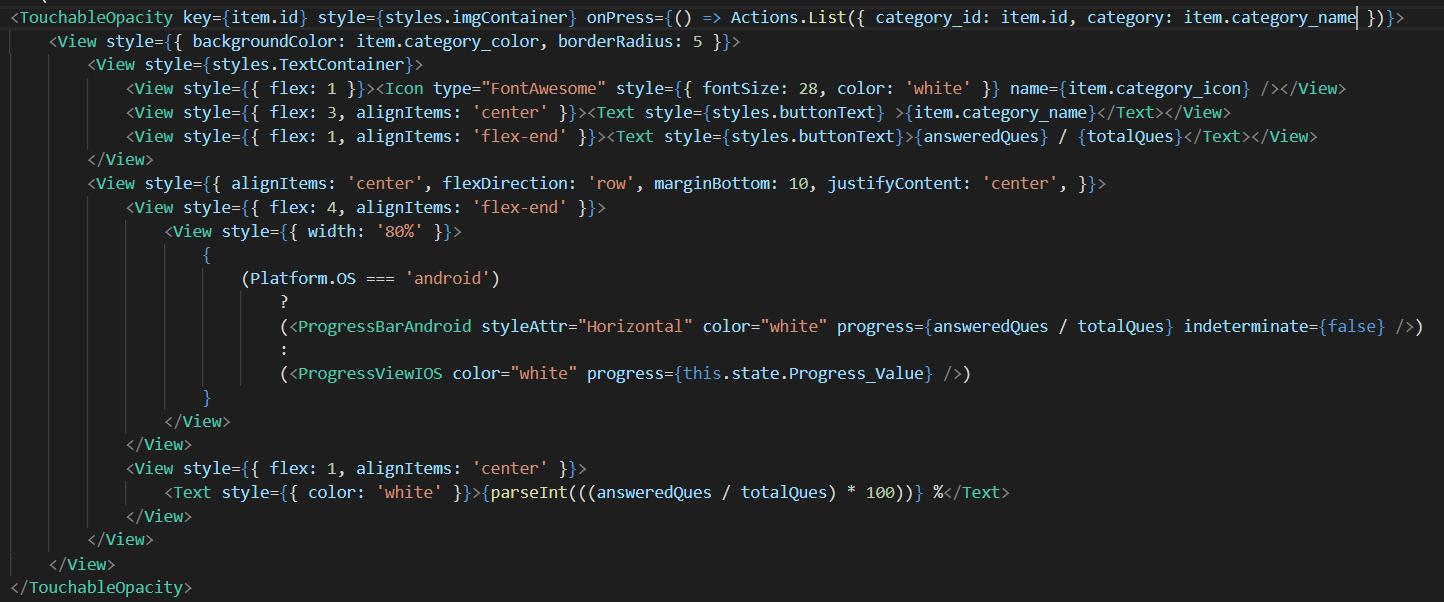 <TouchableOpacity key={item.id} style={styles.imgContainer} onPress={() => Actions.List({ category_id: item.id, category: item.category_name })}>
<View style={{ backgroundColor: item.category_color, borderRadius: 5 }}>
<View style={styles.TextContainer}>
<View style={{ flex: 1 }}><Icon type="FontAwesome" style={{ fontSize: 28, color: 'white' }} name={item.category_icon} /></View>
<View style={{ flex: 3, alignItems: 'center' }}><Text style={styles.buttonText} >{item.category_name}</Text></View>
<View style={{ flex: 1, alignItems: 'flex-end' }}><Text style={styles.buttonText}>{answeredQues} / {totalQues}</Text></View>
</View>
<View style={{ alignItems: 'center', flexDirection: 'row', marginBottom: 10, justifyContent: 'center', }}>
<View style={{ flex: 4, alignItems: 'flex-end' }}>
<View style={{ width: '80%' }}>
{
(Platform.OS === 'android')
?
(<ProgressBarAndroid styleAttr="Horizontal" color="white" progress={answeredQues / totalQues} indeterminate={false} />)
:
(<ProgressViewIOS color="white" progress={this.state.Progress_Value} />)
}
</View>
</View>
<View style={{ flex: 1, alignItems: 'center' }}>
<Text style={{ color: 'white' }}>{parseInt(((answeredQues / totalQues) * 100))} %</Text>
</View>
</View>
</View>
</TouchableOpacity>